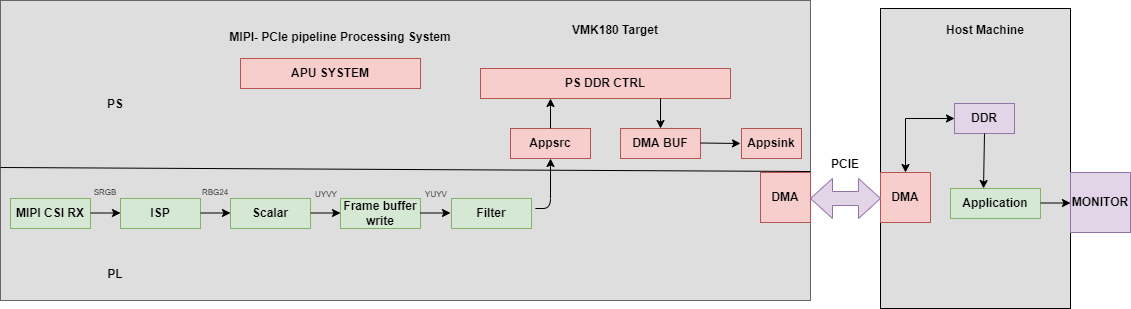 VMK180 Target
Host Machine
MIPI- PCIe pipeline Processing System
APU SYSTEM
PS DDR CTRL
PS
DDR
Appsrc
DMA BUF
Appsink
PCIE
SRGB
RBG24
UYVY
YUYV
DMA
DMA
MIPI CSI RX
ISP
Scalar
Frame buffer
write
Filter
Application
MONITOR
PL